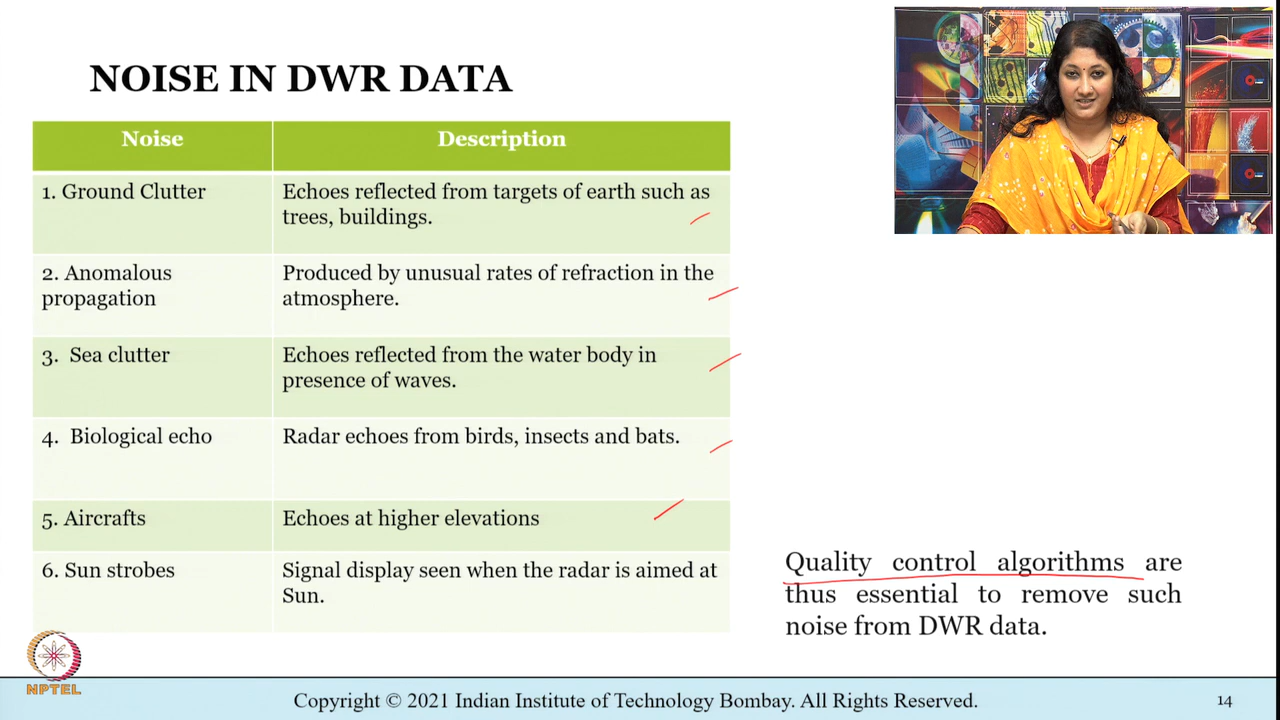 NOISE IN DWR DATA
Noise
Description
1. Ground Clutter
Echoes reflected from targets of earth such as
trees, buildings.
2. Anomalous
propagation
Produced by unusual rates of refraction in the
atmosphere.
3. Sea clutter
Echoes reflected from the water body in
presence of waves.
4. Biological echo
Radar echoes from birds, insects and bats.
5. Aircrafts
Echoes at higher elevations
6. Sun strobes
Signal display seen when the radar is aimed at
Sun.
Quality control algorithms are
thus essential to remove such
noise from DWR data.
NPTEL
Copyright © 2021 Indian Institute of Technology Bombay. All Rights Reserved.
14